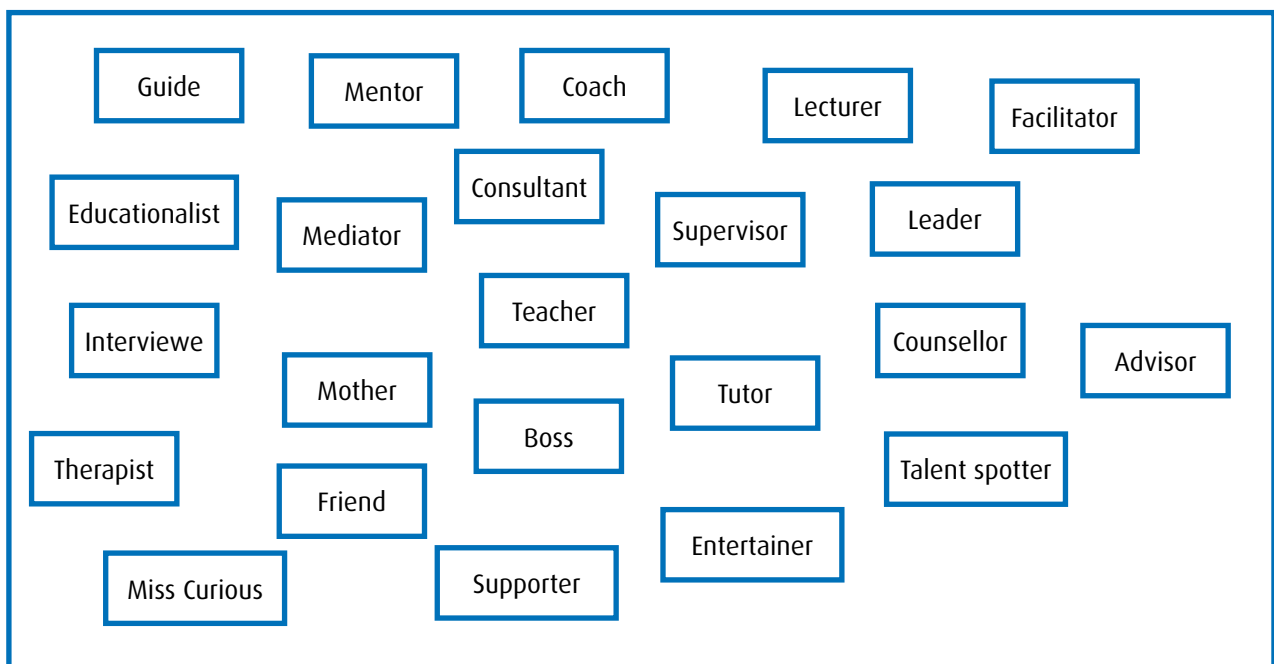 Guide
Mentor
Coach
Lecturer
Facilitator
Educationalist
Mediator
Consultant
Supervisor
Leader
Interviewe
Mother
Teacher
Tutor
Counsellor
Advisor
Therapist
Friend
Boss
Talent spotter
Miss Curious
Supporter
Entertainer